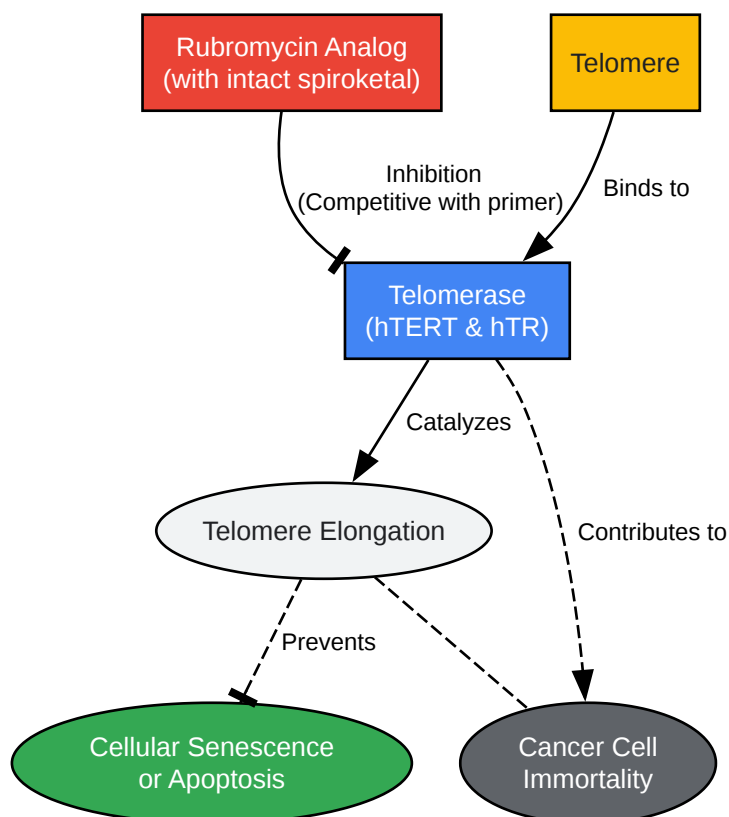 Rubromycin Analog
(with intact spiroketal)
Telomere
Inhibition
(Competitive with primer)
Binds to
Telomerase
(hTERT & hTR)
Catalyzes
Telomere Elongation
Contributes to
Prevents
Cellular Senescence
or Apoptosis
Cancer Cell
Immortality